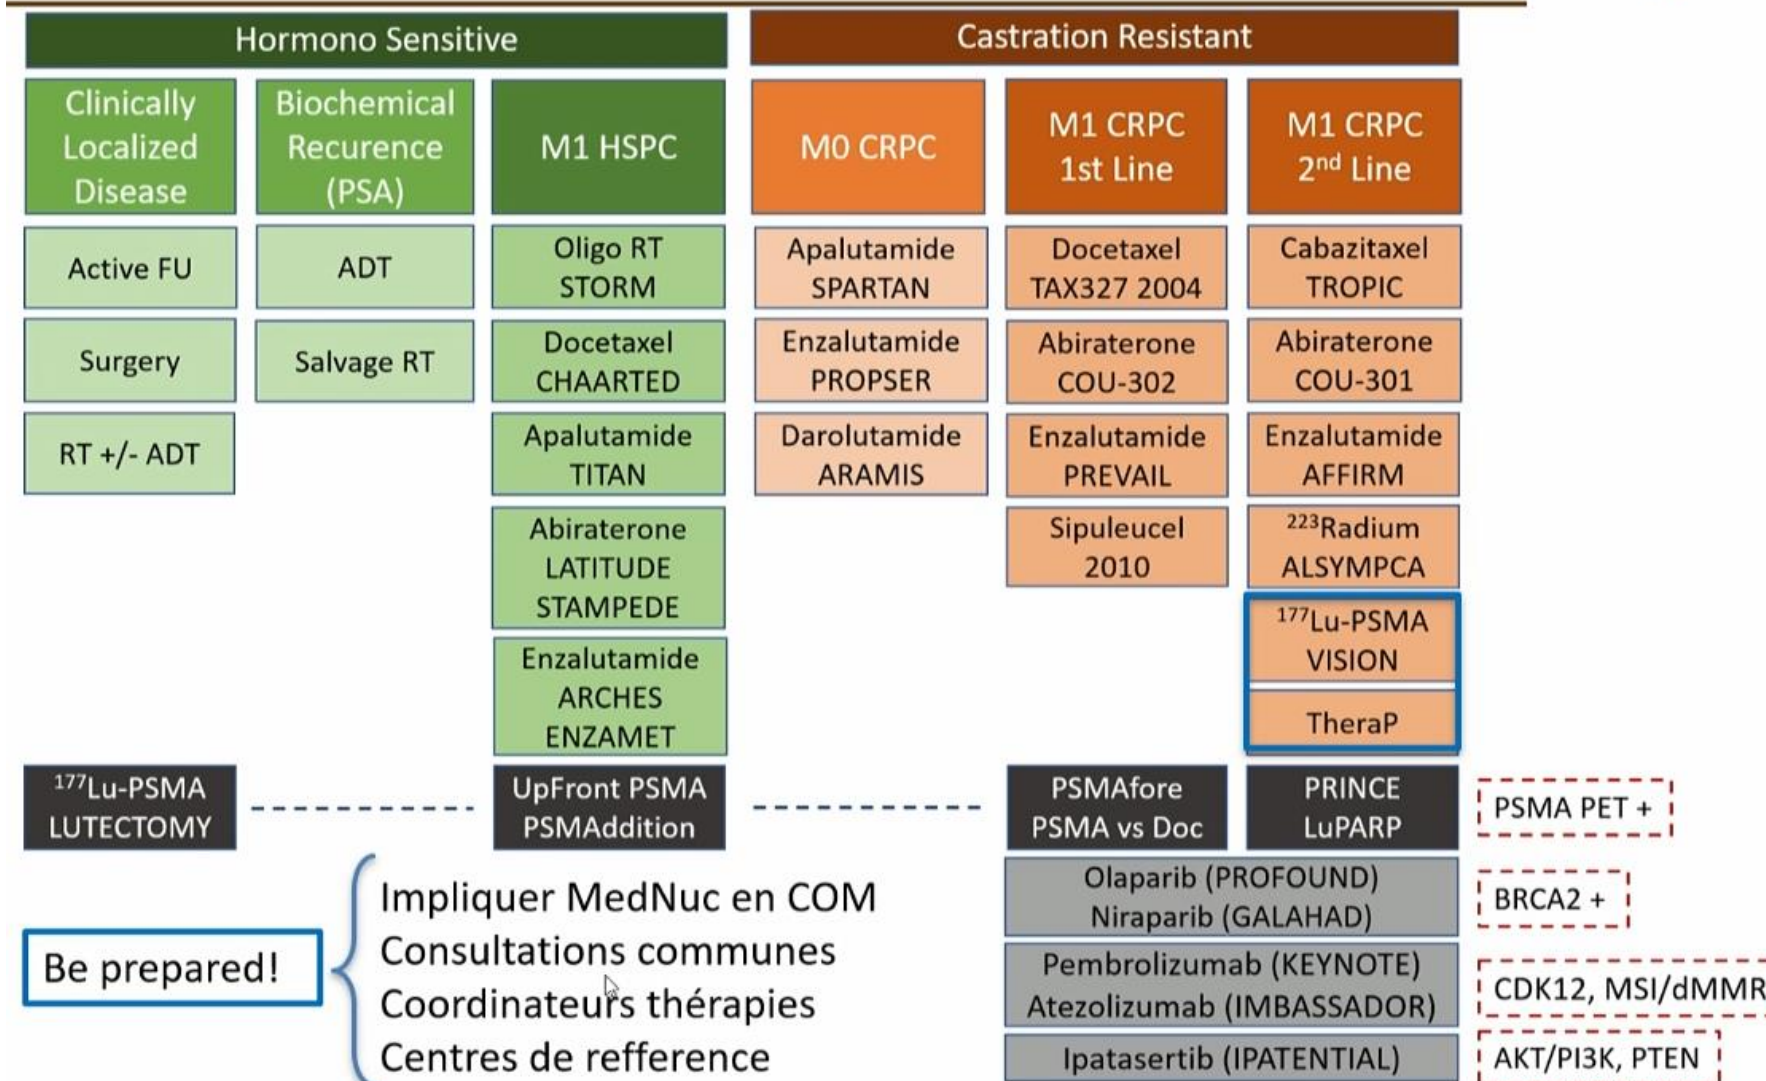 Hormono Sensitive
Castration Resistant
Clinically
Localized
Disease
Biochemical
Recurence
(PSA)
M1 HSPC
M0 CRPC
M1 CRPC
1st Line
M1 CRPC
2nd Line
Active FU
ADT
Oligo RT
STORM
Apalutamide
SPARTAN
Docetaxel
TAX327 2004
Cabazitaxel
TROPIC
Surgery
Salvage RT
Docetaxel
CHAARTED
Enzalutamide
PROPSER
Abiraterone
COU-302
Abiraterone
COU-301
RT +/- ADT
Apalutamide
TITAN
Darolutamide
ARAMIS
Enzalutamide
PREVAIL
Enzalutamide
AFFIRM
Abiraterone
LATITUDE
STAMPEDE
Sipuleucel
2010
223Radium
ALSYMPCA
Enzalutamide
ARCHES
ENZAMET
177Lu-PSMA
VISION
TheraP
177Lu-PSMA
LUTECTOMY
UpFront PSMA
PSMAddition
PSMAfore
PSMA vs Doc
PRINCE
LuPARP
PSMA PET +
Olaparib (PROFOUND)
Niraparib (GALAHAD)
BRCA2 +
Pembrolizumab (KEYNOTE)
Atezolizumab (IMBASSADOR)
CDK12, MSI/dMMR
Ipatasertib (IPATENTIAL)
AKT/PI3K, PTEN
Be prepared!
Impliquer MedNuc en COM
Consultations communes
Coordinateurs thérapies
Centres de refference